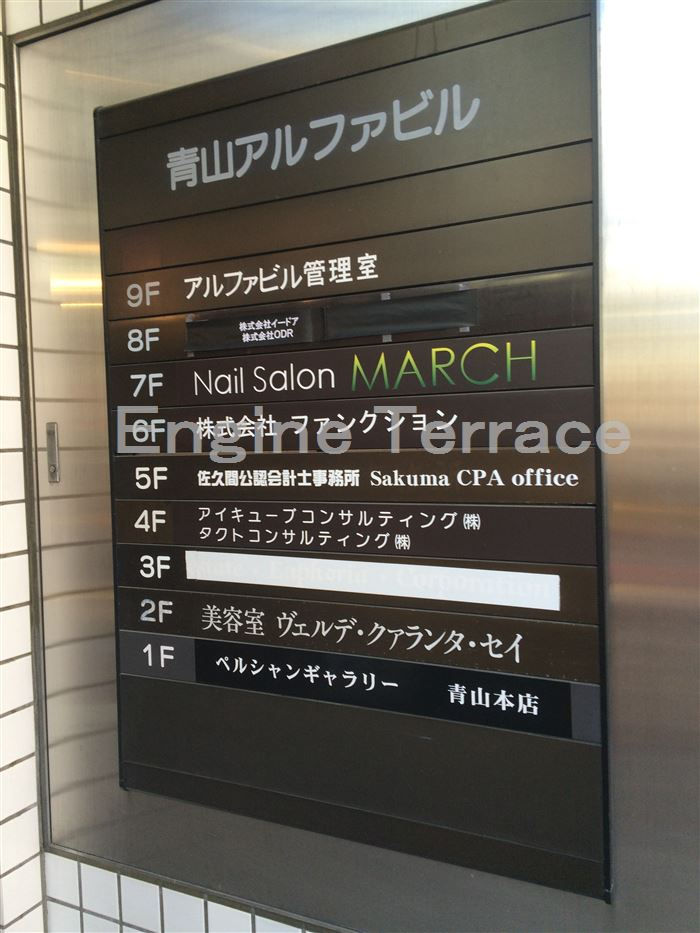 青山アルファビル
9F アルファビル管理室
8F 株式会社イードア
株式会社ODR
7F Nail Salon MARCH
6F 株式会社 ファンクション
Engine Terrace
5F 佐久間公認会計士事務所 Sakuma CPA office
4F アイキューブコンサルティング㈱
タクトコンサルティング㈱
3F Corporation
2F 美容室 ヴェルデ・クァランタ・セイ
1F ペルシャンギャラリー 青山本店